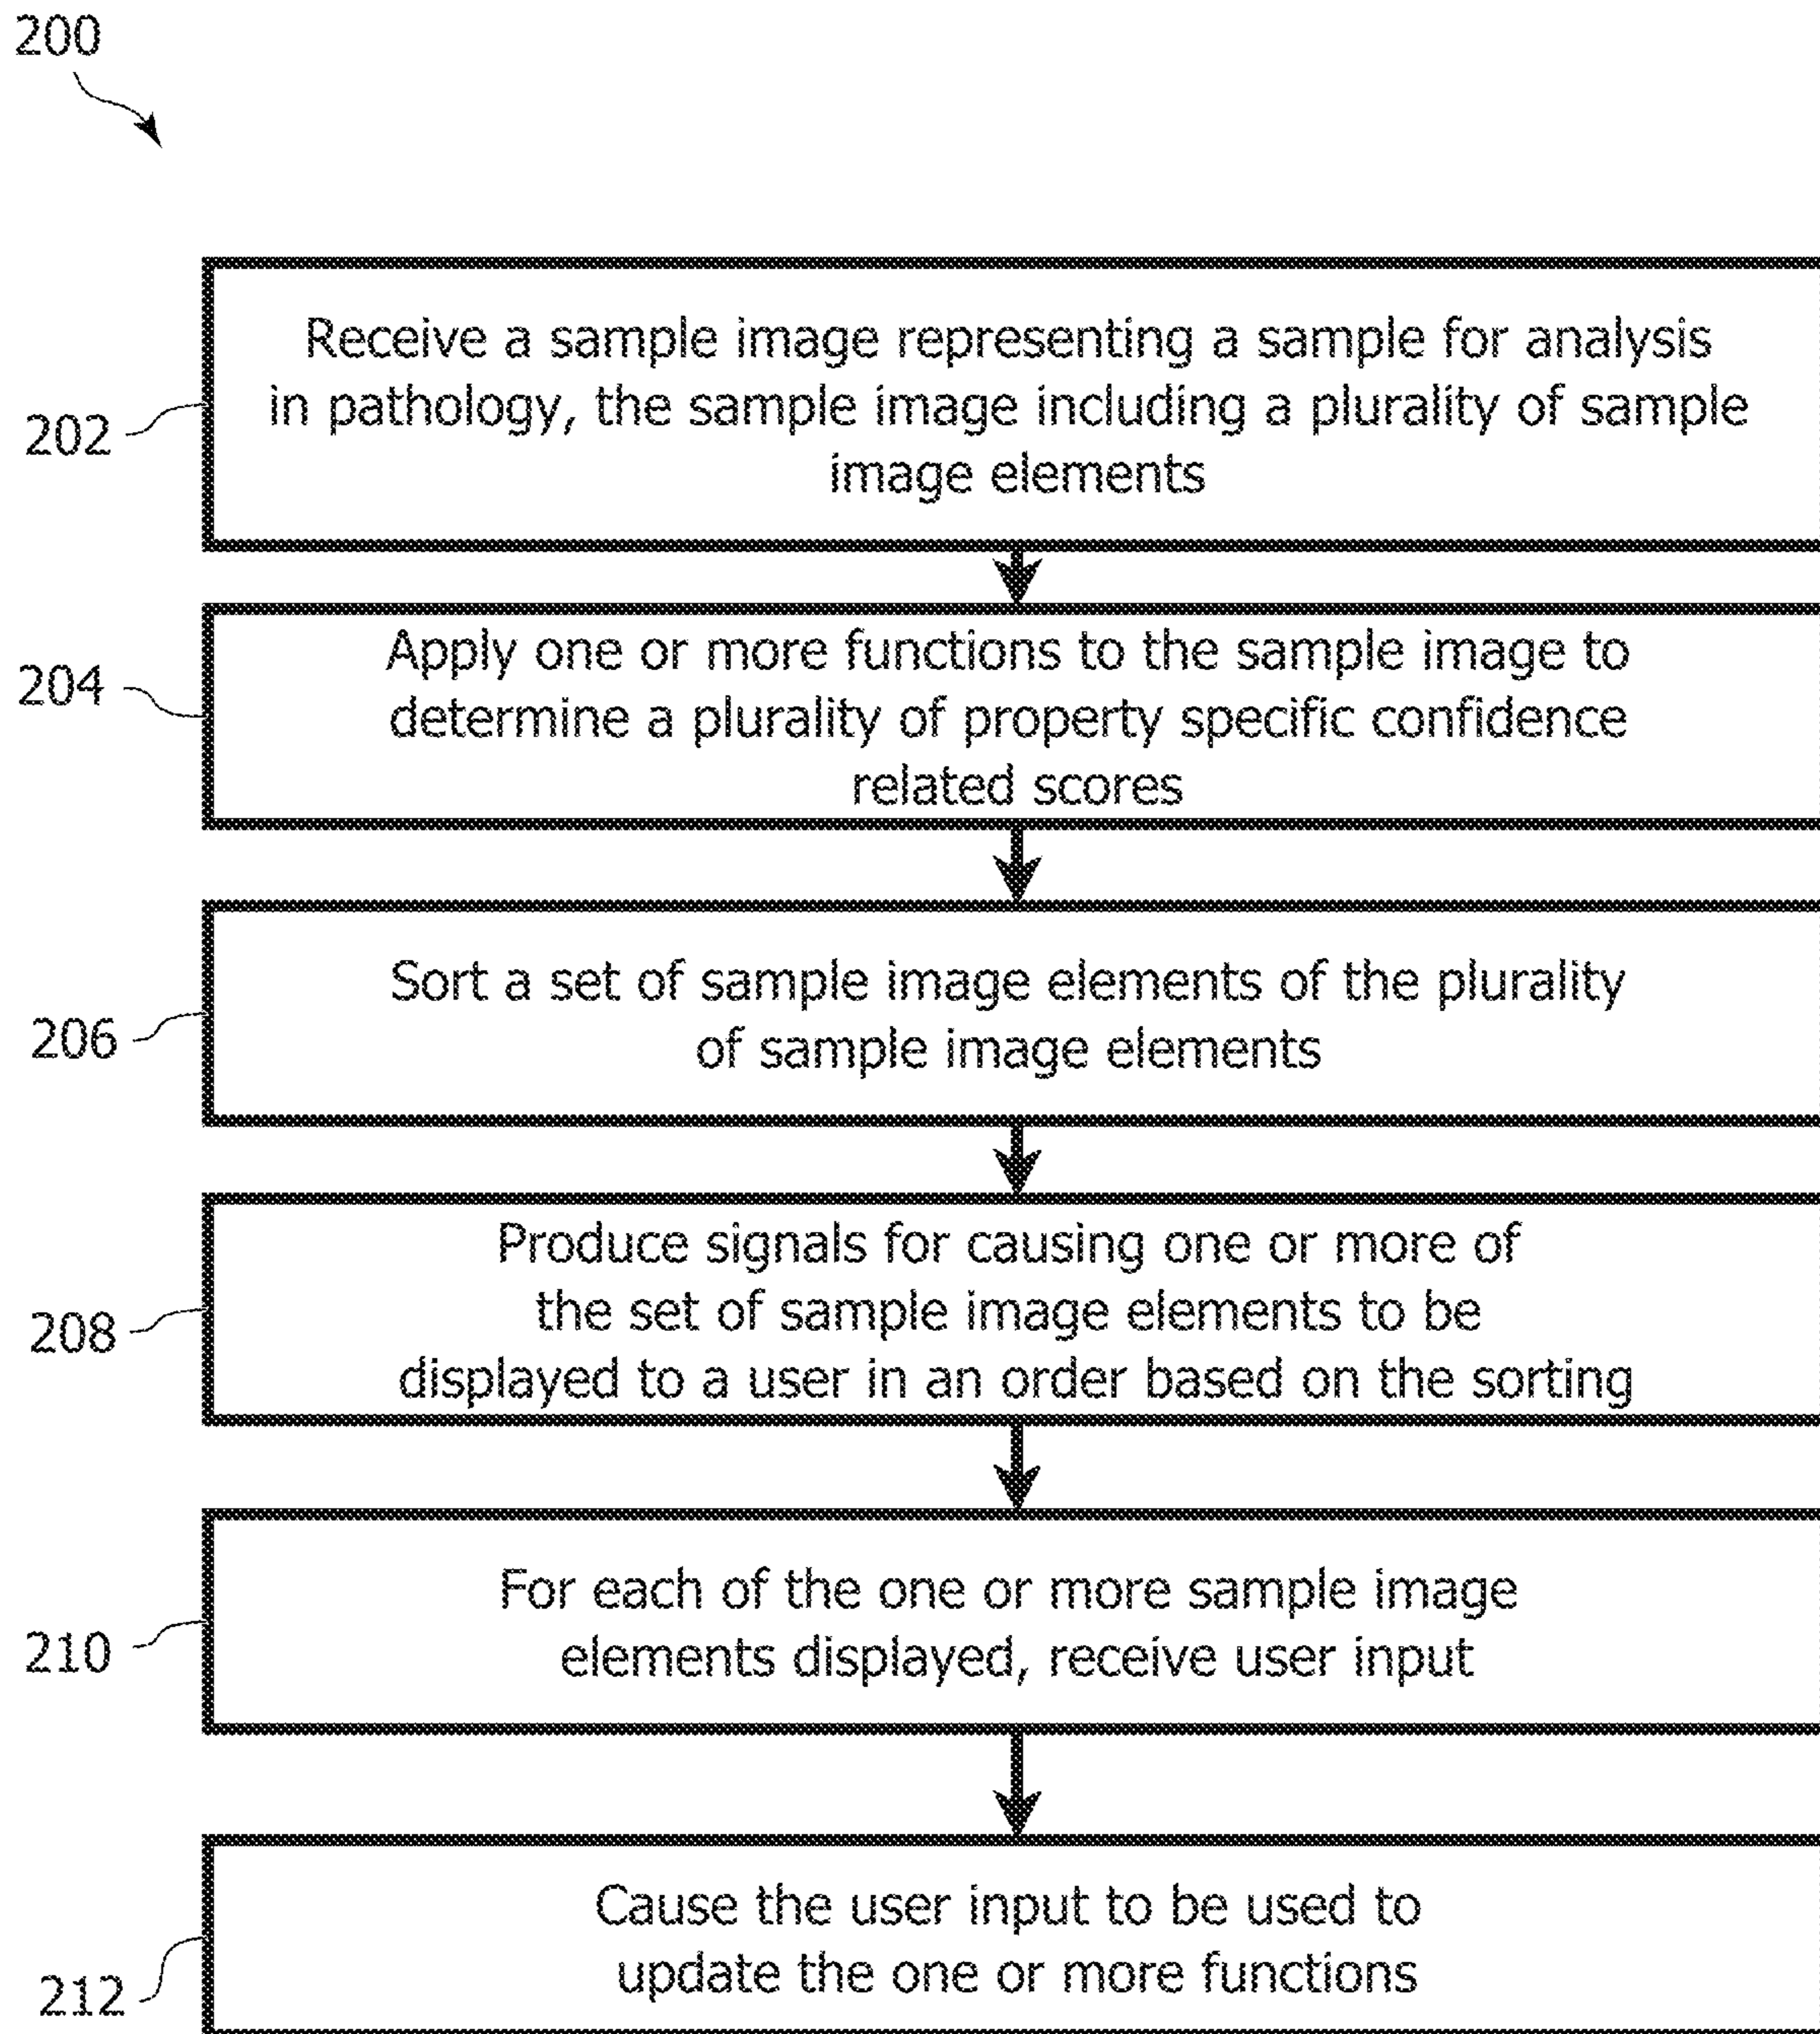 200
Receive a sample image representing a sample for analysis
in pathology, the sample image including a plurality of sample
image elements
202
Apply one or more functions to the sample image to
determine a plurality of property specific confidence
related scores
204
Sort a set of sample image elements of the plurality
of sample image elements
206
Produce signals for causing one or more of
the set of sample image elements to be
displayed to a user in an order based on the sorting
208
For each of the one or more sample image
elements displayed, receive user input
210
Cause the user input to be used to
update the one or more functions
212